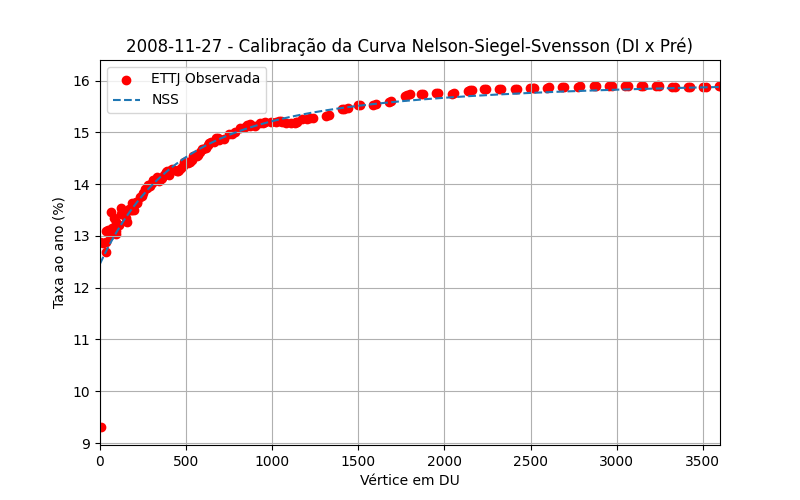 2008-11-27 - Calibração da Curva Nelson-Siegel-Svensson (DI x Pré)
ETTJ Observada
NSS
Taxa ao ano (%)
16
15
14
13
12
11
10
9
0 500 1000 1500 2000 2500 3000 3500
Vértice em DU